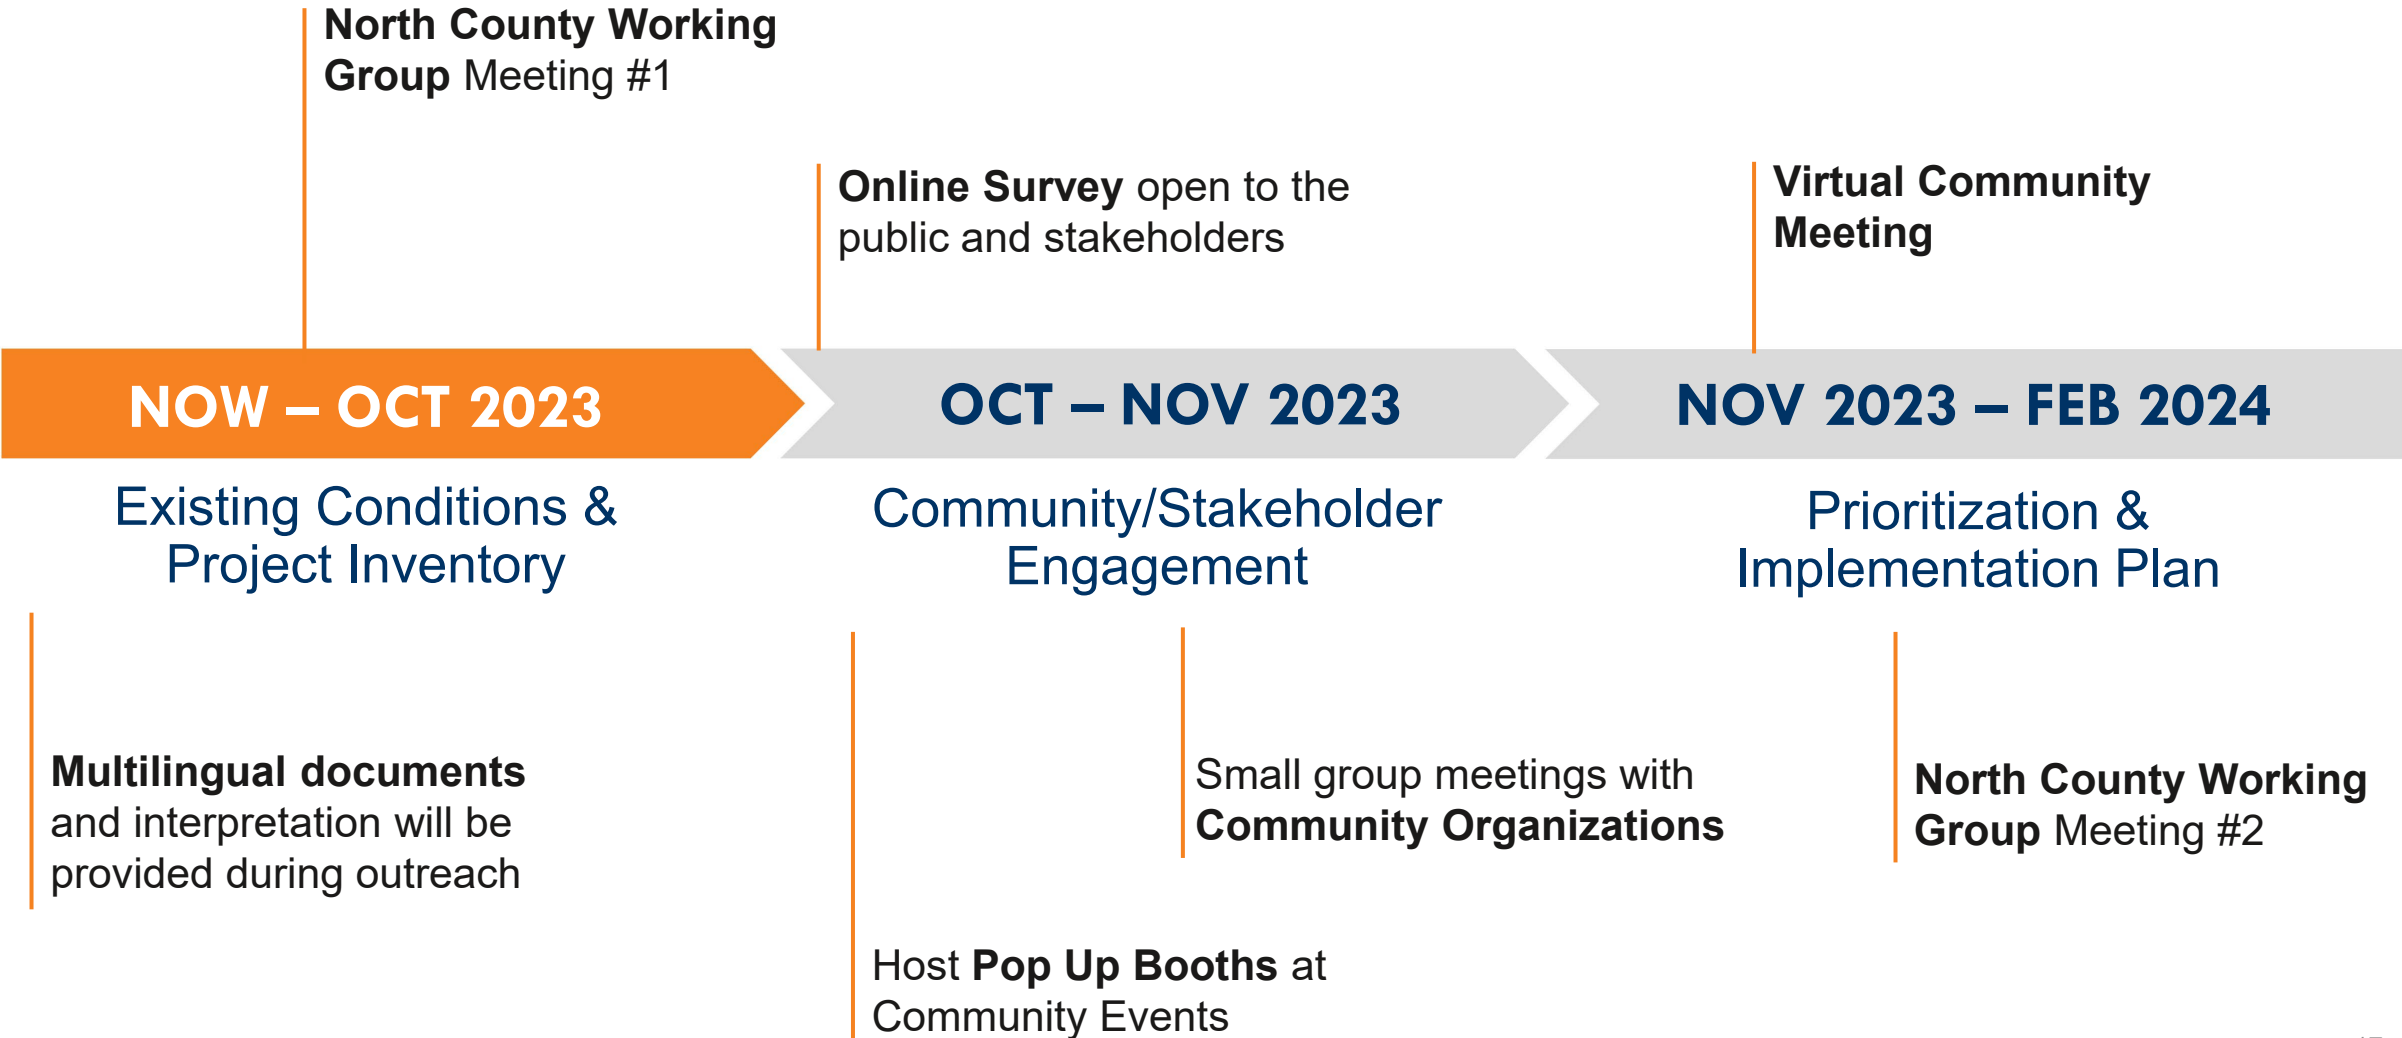 North County Working
Group Meeting #1
Online Survey open to the
public and stakeholders
Virtual Community
Meeting
NOW – OCT 2023
OCT – NOV 2023
NOV 2023 – FEB 2024
Existing Conditions &
Project Inventory
Community/Stakeholder
Engagement
Prioritization &
Implementation Plan
Multilingual documents
and interpretation will be
provided during outreach
Small group meetings with
Community Organizations
North County Working
Group Meeting #2
Host Pop Up Booths at
Community Events